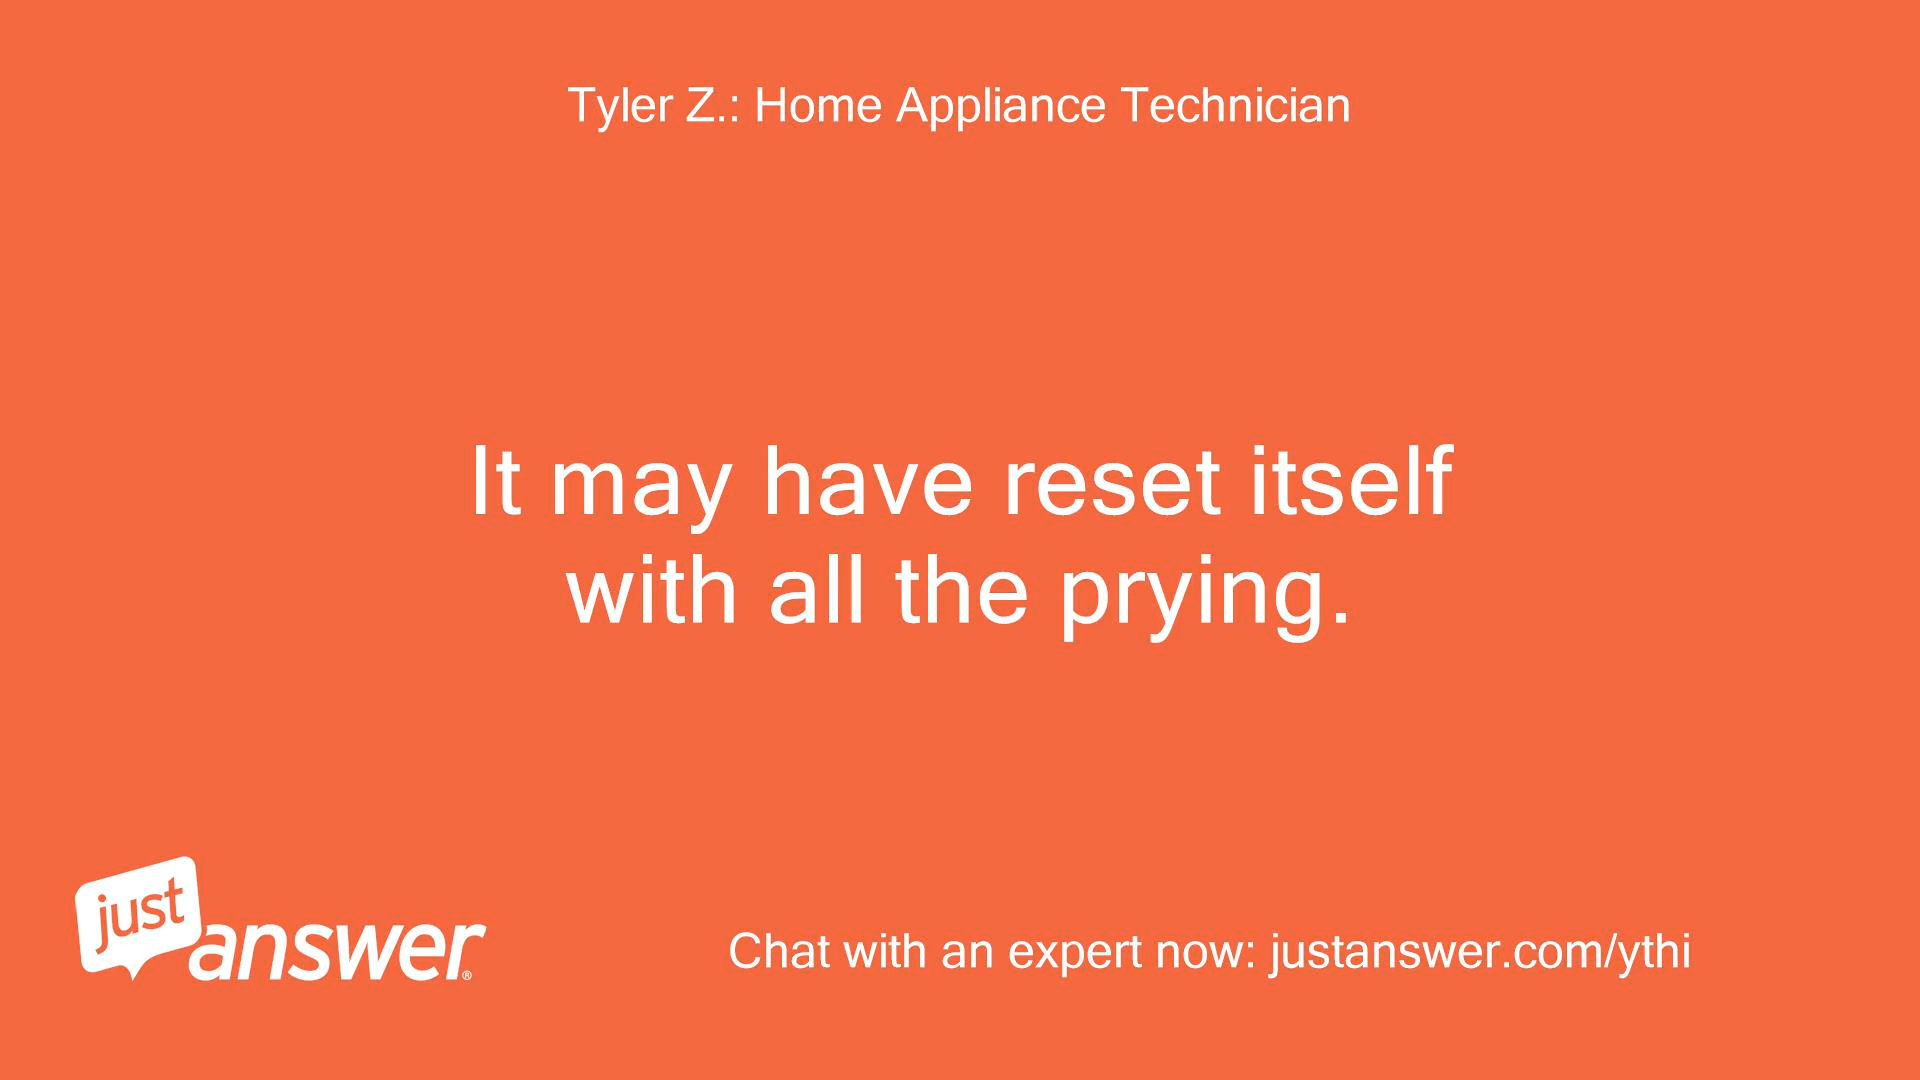 Tyler Z.: Home Appliance Technician
It may have reset itself
with all the prying.
just
answer®
Chat with an expert now: justanswer.com/ythi